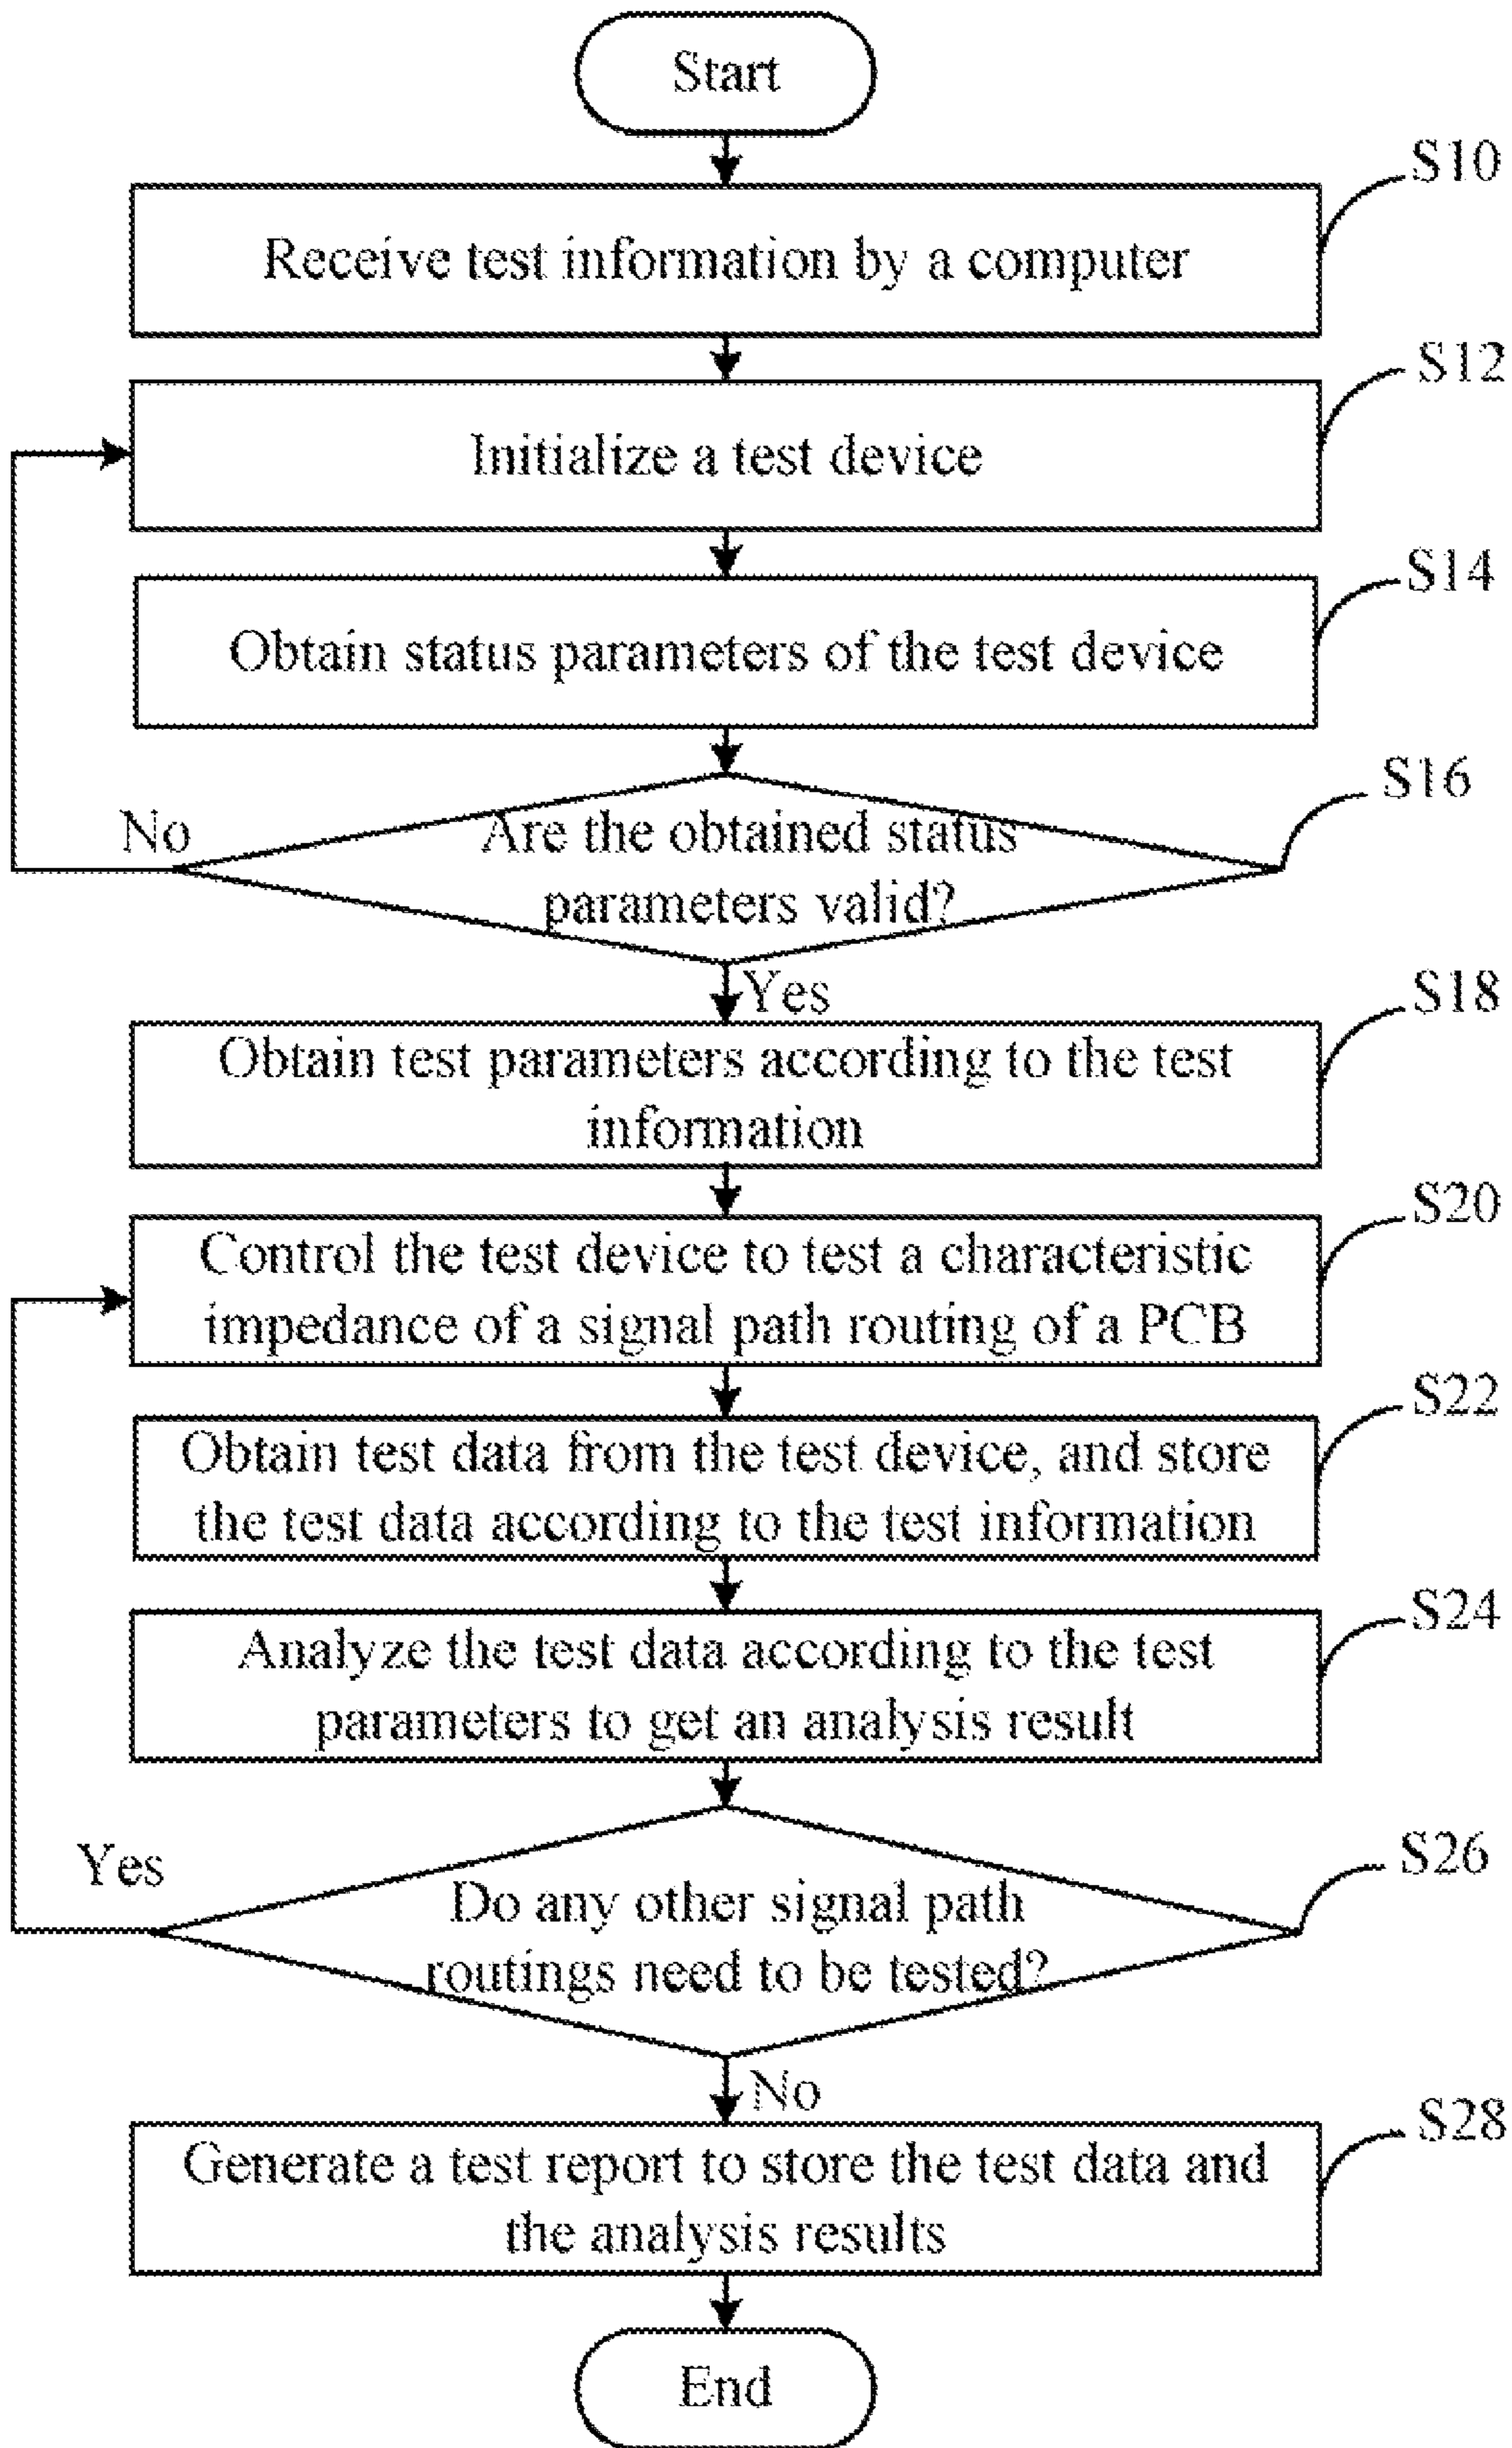 Start
S10
Receive test information by a computer
S12
Initialize a test device
S14
Obtain status parameters of the test device
S16
No
Are the obtained status
parameters valid?
Yes
S18
Obtain test parameters according to the test
information
S20
Control the test device to test a characteristic
impedance of a signal path routing of a PCB
S22
Obtain test data from the test device, and store
the test data according to the test information
S24
Analyze the test data according to the test
parameters to get an analysis result
S26
Yes
Do any other signal path
routings need to be tested?
No
S28
Generate a test report to store the test data and
the analysis results
End